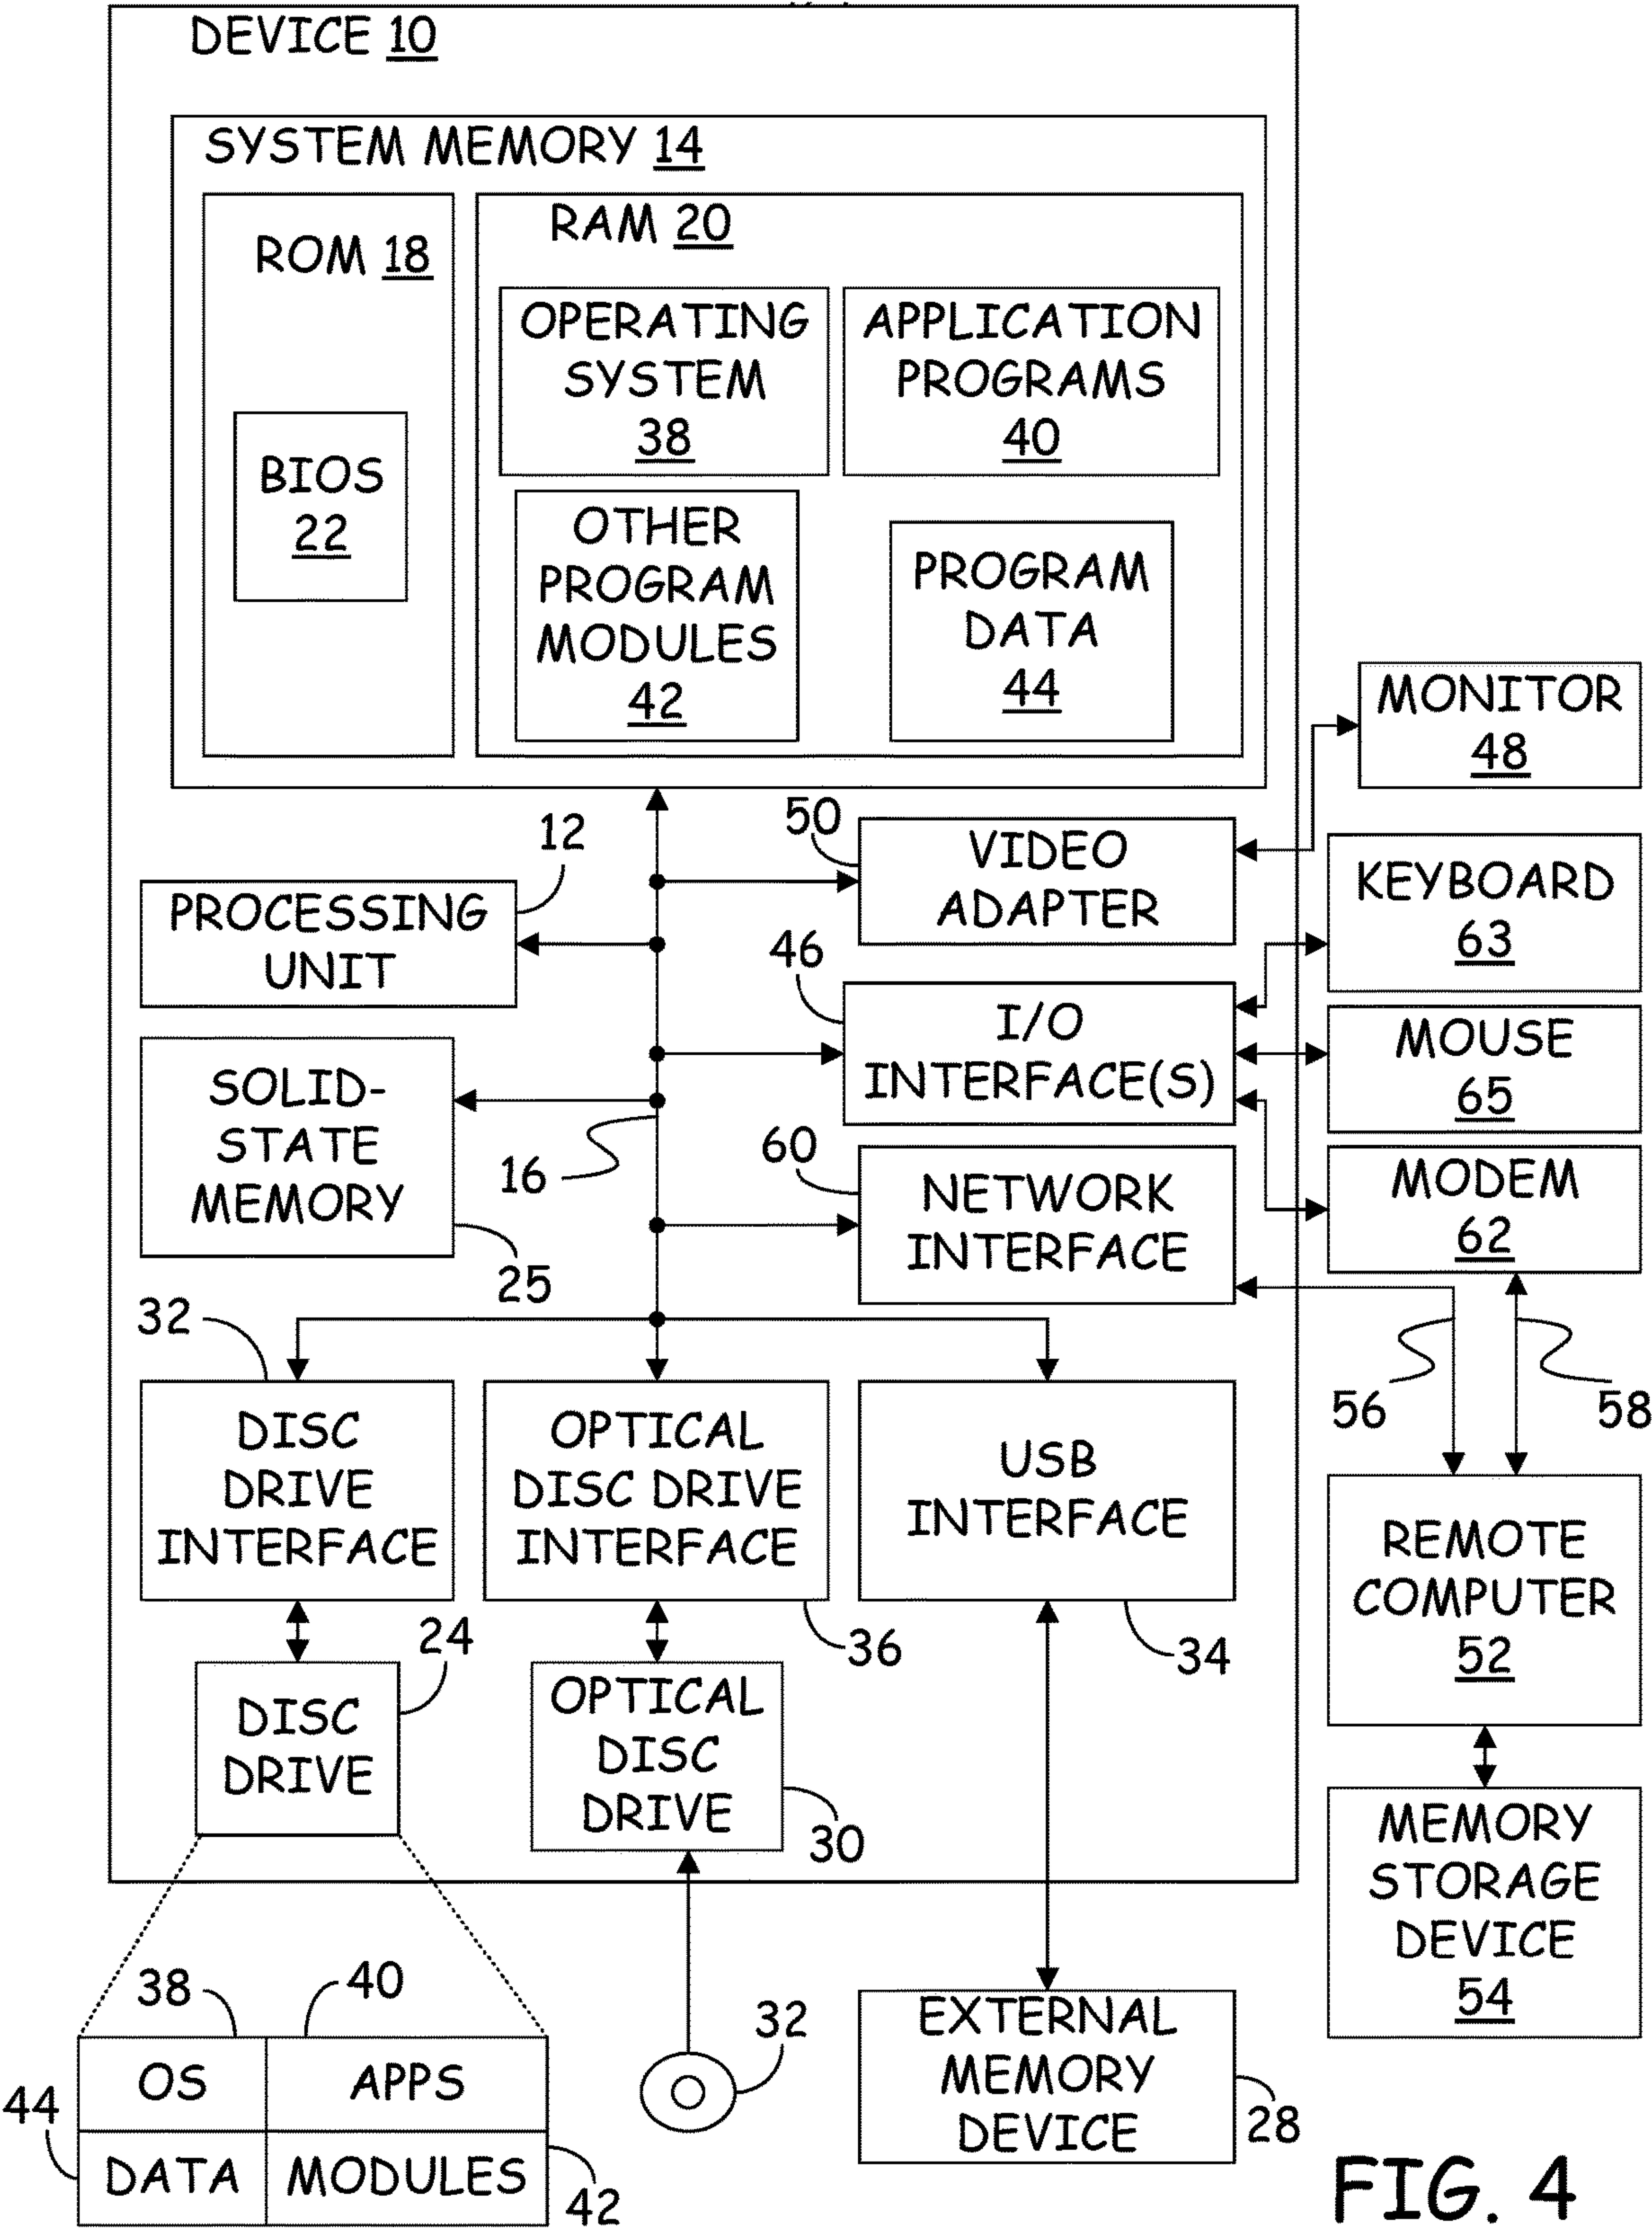 DEVICE 10
SYSTEM MEMORY 14
ROM 18
BIOS
22
RAM 20
OPERATING
SYSTEM
38
APPLICATION
PROGRAMS
40
OTHER
PROGRAM
MODULES
42
PROGRAM
DATA
44
MONITOR
48
12
PROCESSING
UNIT
50
VIDEO
ADAPTER
KEYBOARD
63
46
I/O
INTERFACE(S)
MOUSE
65
SOLID-
STATE
MEMORY
25
16
60
NETWORK
INTERFACE
MODEM
62
56
58
32
DISC
DRIVE
INTERFACE
OPTICAL
DISC DRIVE
INTERFACE
36
USB
INTERFACE
34
REMOTE
COMPUTER
52
24
DISC
DRIVE
OPTICAL
DISC
DRIVE
30
MEMORY
STORAGE
DEVICE
54
38
40
OS
APPS
44
DATA
MODULES
42
32
EXTERNAL
MEMORY
DEVICE
28
FIG. 4